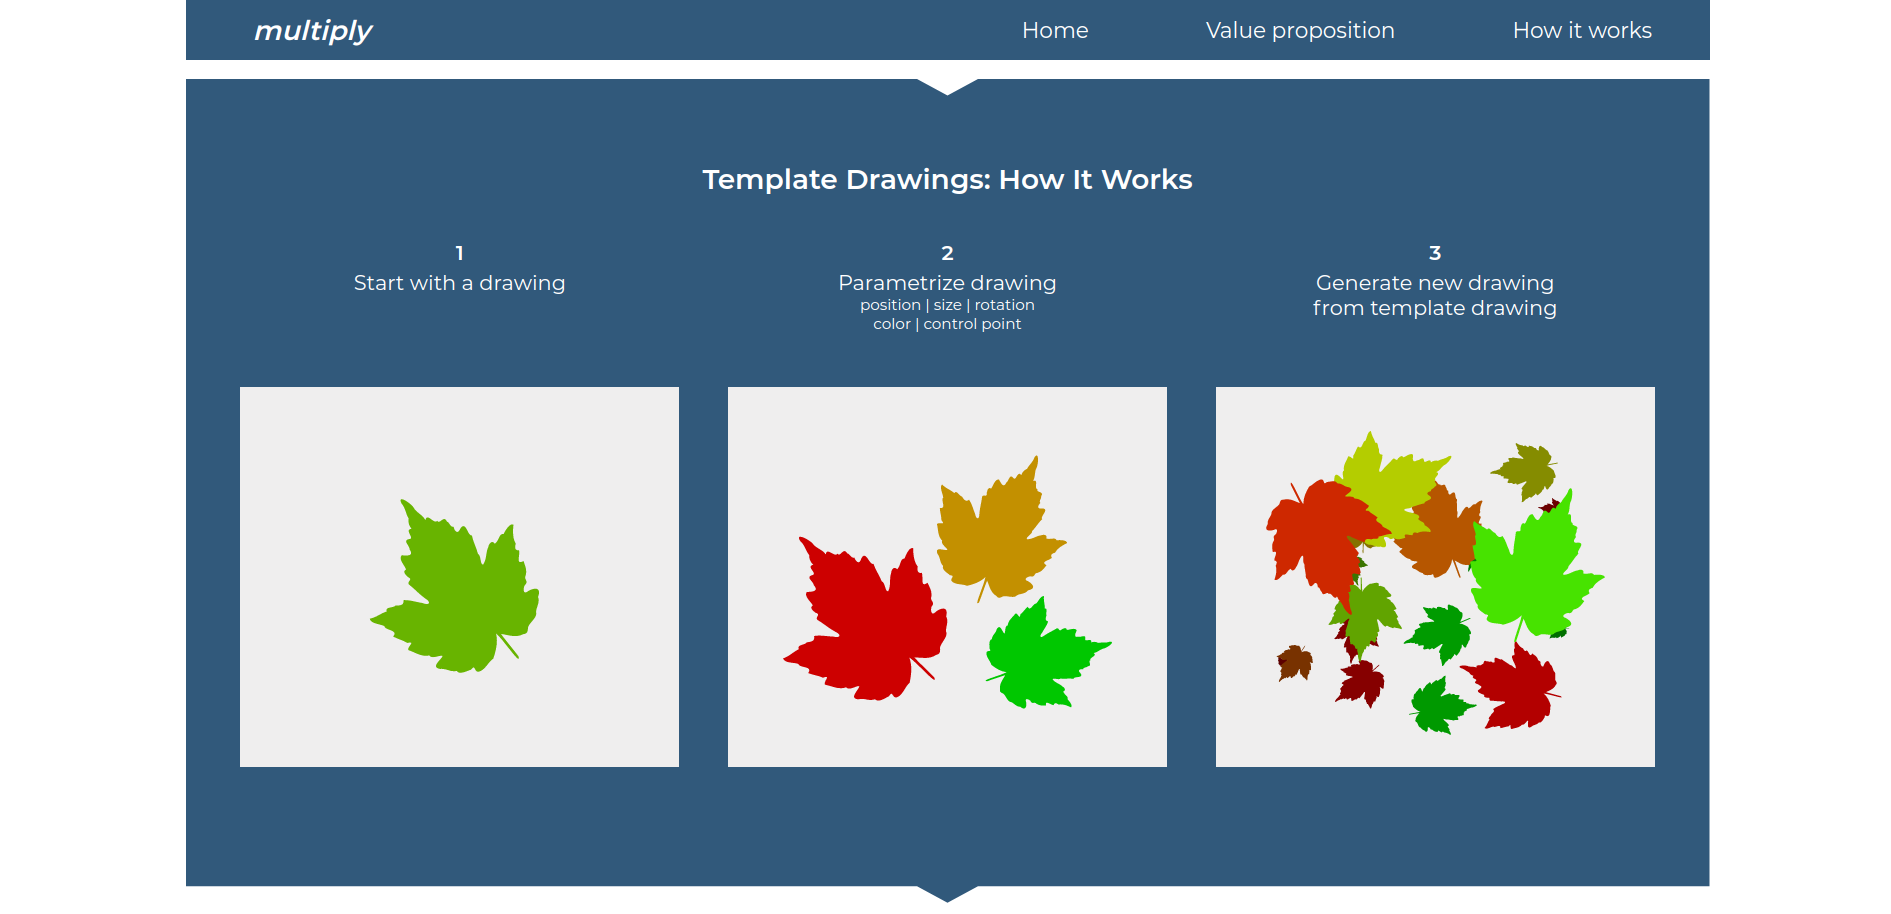 multiply
Home
Value proposition
How it works
Template Drawings: How It Works
1
Start with a drawing
2
Parametrize drawing
position | size | rotation
color | control point
3
Generate new drawing
from template drawing